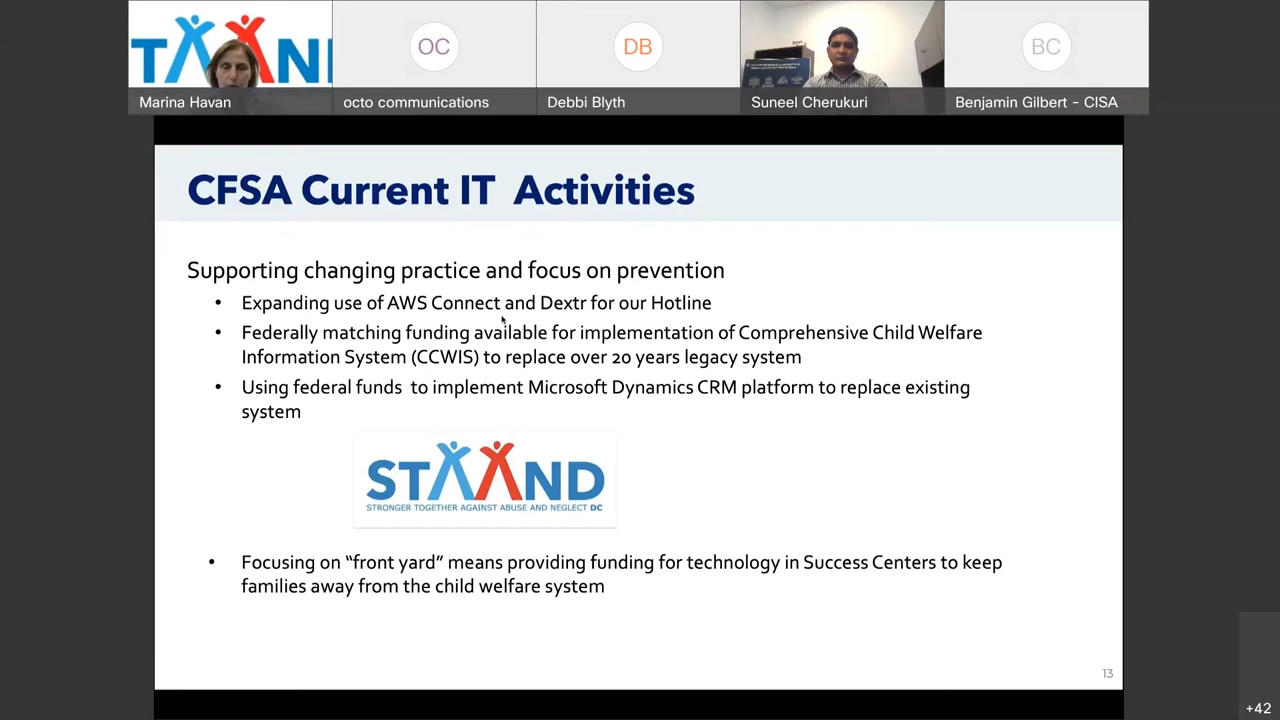 TAAND
OC
DB
BC
Marina Havan
octo communications
Debbi Blyth
Suneel Cherukuri
Benjamin Gilbert - CISA
CFSA Current IT Activities
Supporting changing practice and focus on prevention
• Expanding use of AWS Connect and Dextr for our Hotline
• Federally matching funding available for implementation of Comprehensive Child Welfare
Information System (CCWIS) to replace over 20 years legacy system
• Using federal funds to implement Microsoft Dynamics CRM platform to replace existing
system
STAAND
STRONGER TOGETHER AGAINST ABUSE AND NEGLECT DC
• Focusing on “front yard” means providing funding for technology in Success Centers to keep
families away from the child welfare system
13
+42